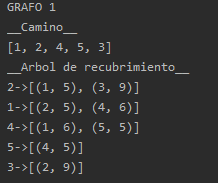 GRAFO 1
__Camino__
[1, 2, 4, 5, 3]
__Arbol de recubrimiento__
2->[(1, 5), (3, 9)]
1->[(2, 5), (4, 6)]
4->[(1, 6), (5, 5)]
5->[(4, 5)]
3->[(2, 9)]